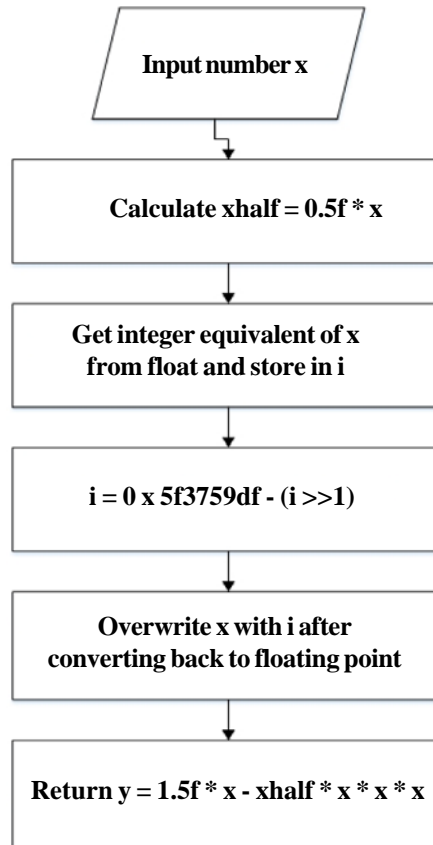 Input number x
Calculate xhalf = 0.5f * x
Get integer equivalent of x
from float and store in i
i = 0 x 5f3759df - (i >>1)
Overwrite x with i after
converting back to floating point
Return y = 1.5f * x - xhalf * x * x * x